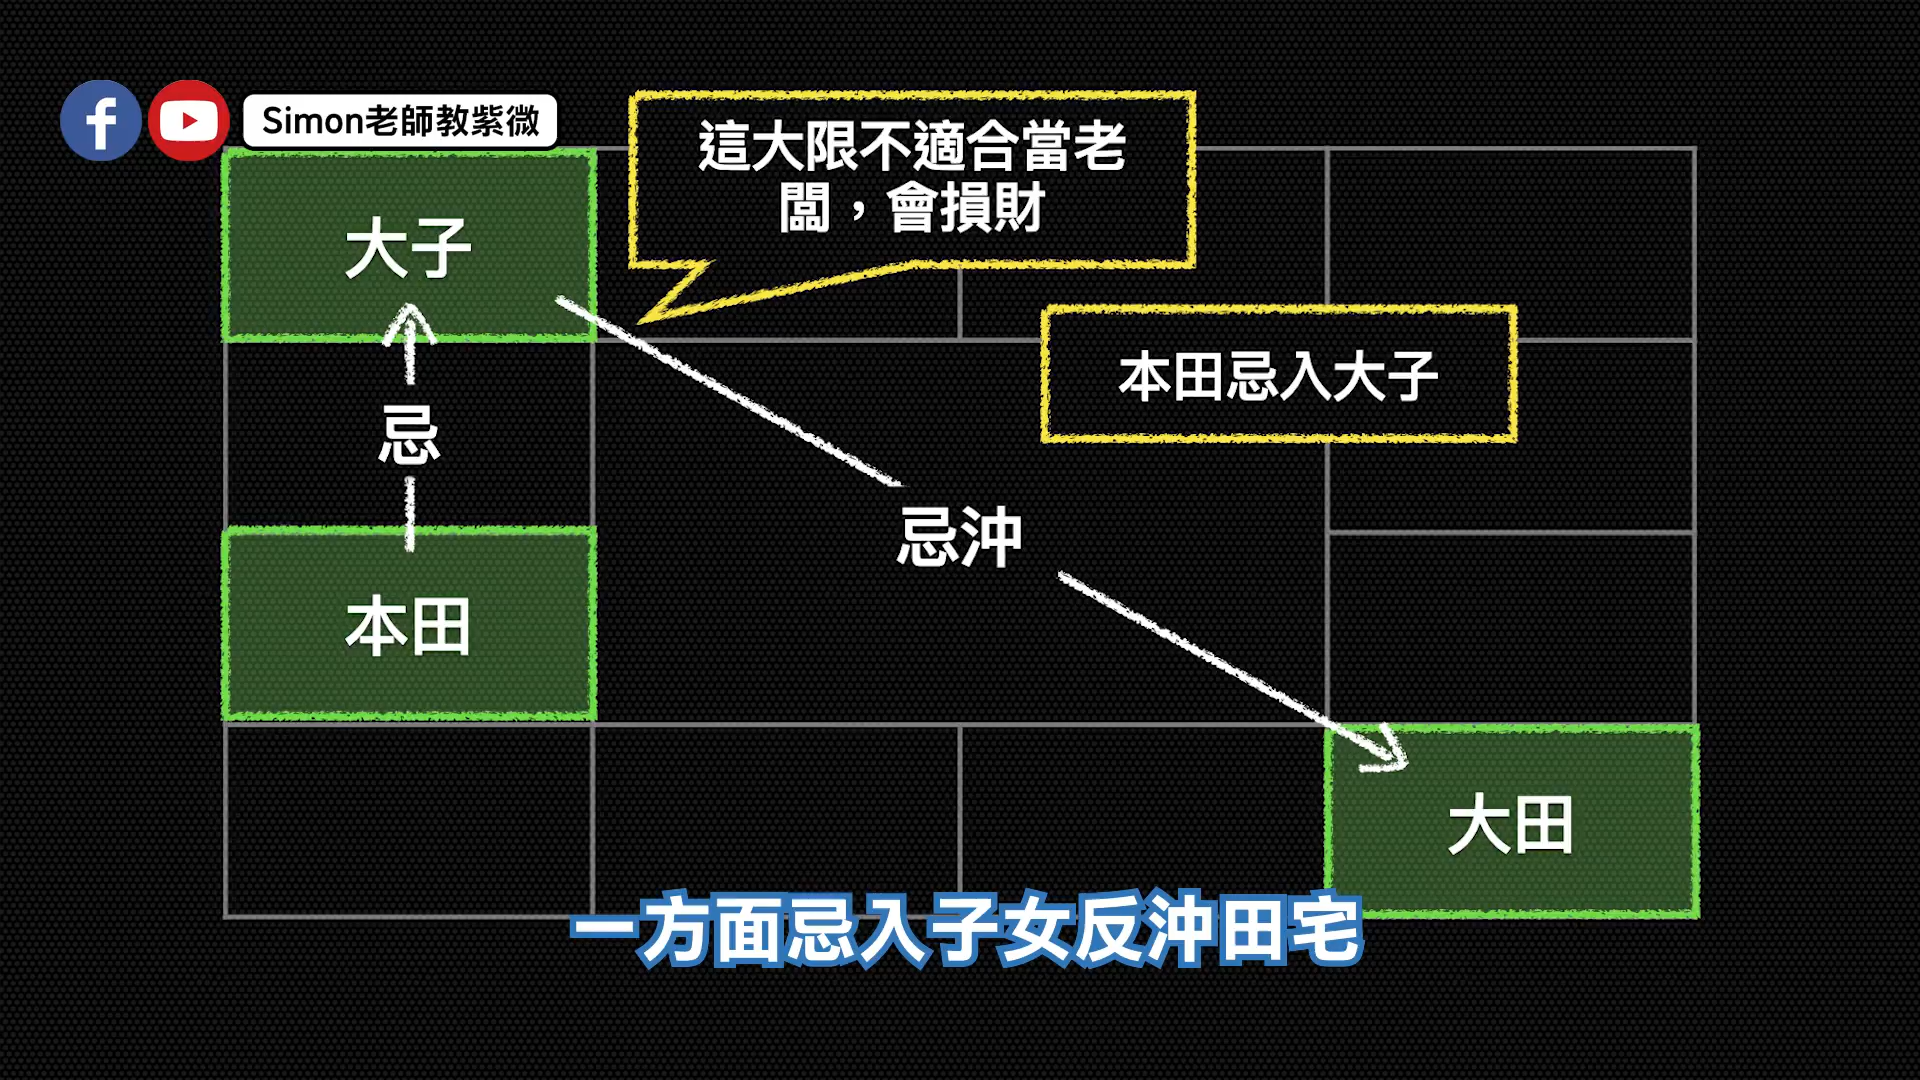 Simon老師教紫微
這大限不適合當老
闆，會損財
大子
本田忌入大子
忌
忌沖
本田
大田
一方面忌入子女反沖田宅